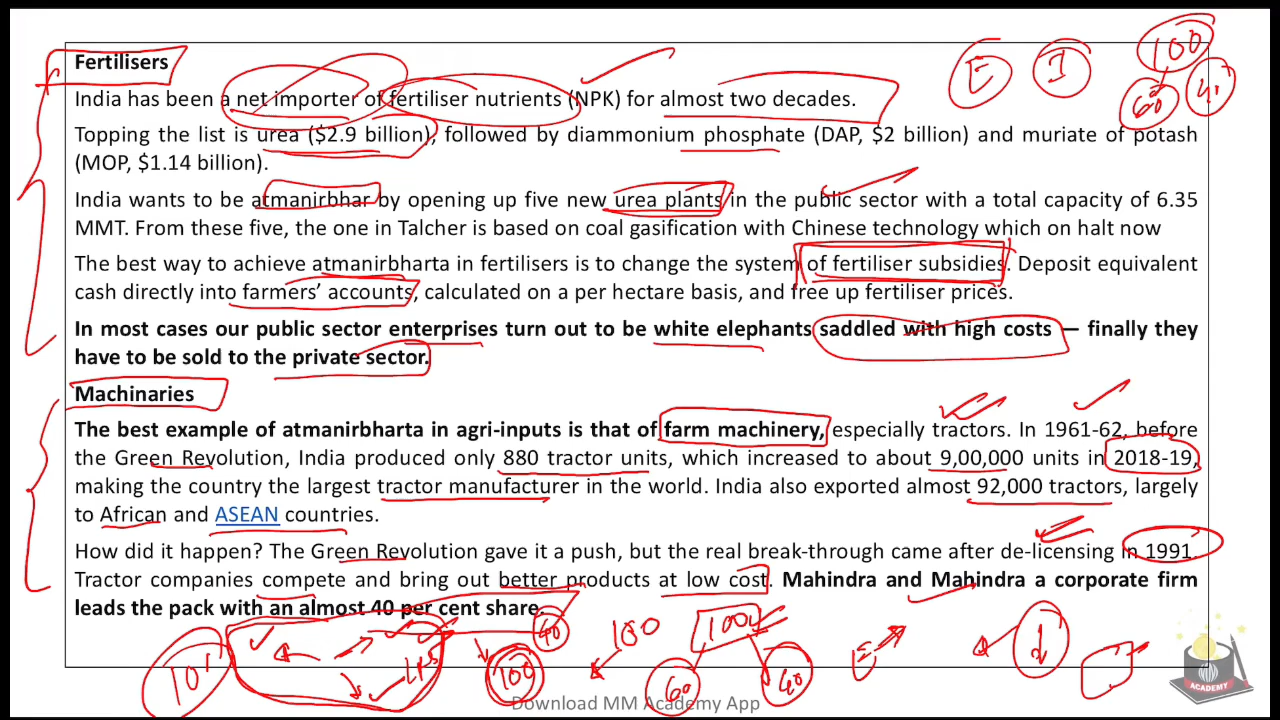 Fertilisers
India has been a net importer of fertiliser nutrients (NPK) for almost two decades.
Topping the list is urea ($2.9 billion), followed by diammonium phosphate (DAP, $2 billion) and muriate of potash
(MOP, $1.14 billion).
India wants to be atmanirbhar by opening up five new urea plants in the public sector with a total capacity of 6.35
MMT. From these five, the one in Talcher is based on coal gasification with Chinese technology which on halt now
The best way to achieve atmanirbharta in fertilisers is to change the system of fertiliser subsidies. Deposit equivalent
cash directly into farmers’ accounts, calculated on a per hectare basis, and free up fertiliser prices.
In most cases our public sector enterprises turn out to be white elephants saddled with high costs — finally they
have to be sold to the private sector.
Machinaries
The best example of atmanirbharta in agri-inputs is that of farm machinery, especially tractors. In 1961-62, before
the Green Revolution, India produced only 880 tractor units, which increased to about 9,00,000 units in 2018-19,
making the country the largest tractor manufacturer in the world. India also exported almost 92,000 tractors, largely
to African and ASEAN countries.
How did it happen? The Green Revolution gave it a push, but the real break-through came after de-licensing in 1991.
Tractor companies compete and bring out better products at low cost. Mahindra and Mahindra a corporate firm
leads the pack with an almost 40 per cent share.
E I 100
60 40
40
100 100
100 60 40 E
Download MM Academy App
ACADEMY